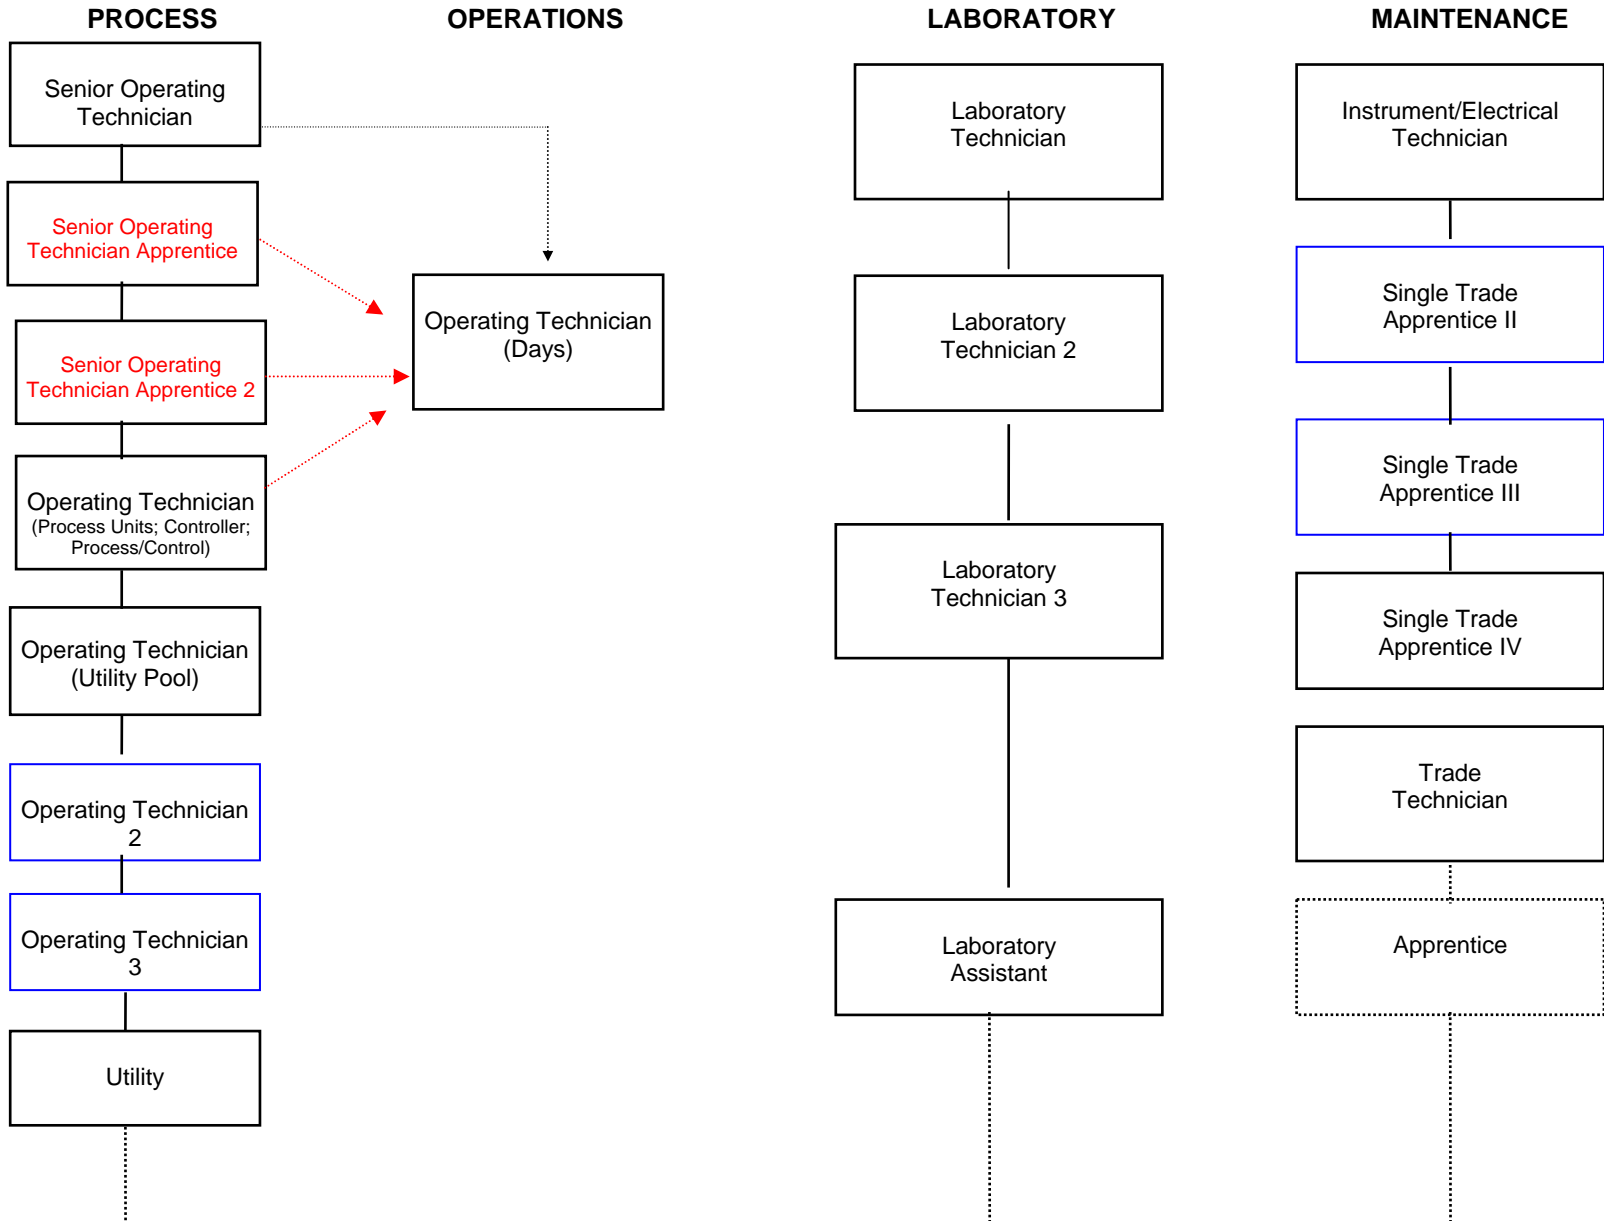 PROCESS
OPERATIONS
LABORATORY
MAINTENANCE
Senior Operating
Technician
Senior Operating
Technician Apprentice
Senior Operating
Technician Apprentice 2
Operating Technician
(Process Units; Controller;
Process/Control)
Operating Technician
(Utility Pool)
Operating Technician
2
Operating Technician
3
Utility
Operating Technician
(Days)
Laboratory
Technician
Laboratory
Technician 2
Laboratory
Technician 3
Laboratory
Assistant
Instrument/Electrical
Technician
Single Trade
Apprentice II
Single Trade
Apprentice III
Single Trade
Apprentice IV
Trade
Technician
Apprentice